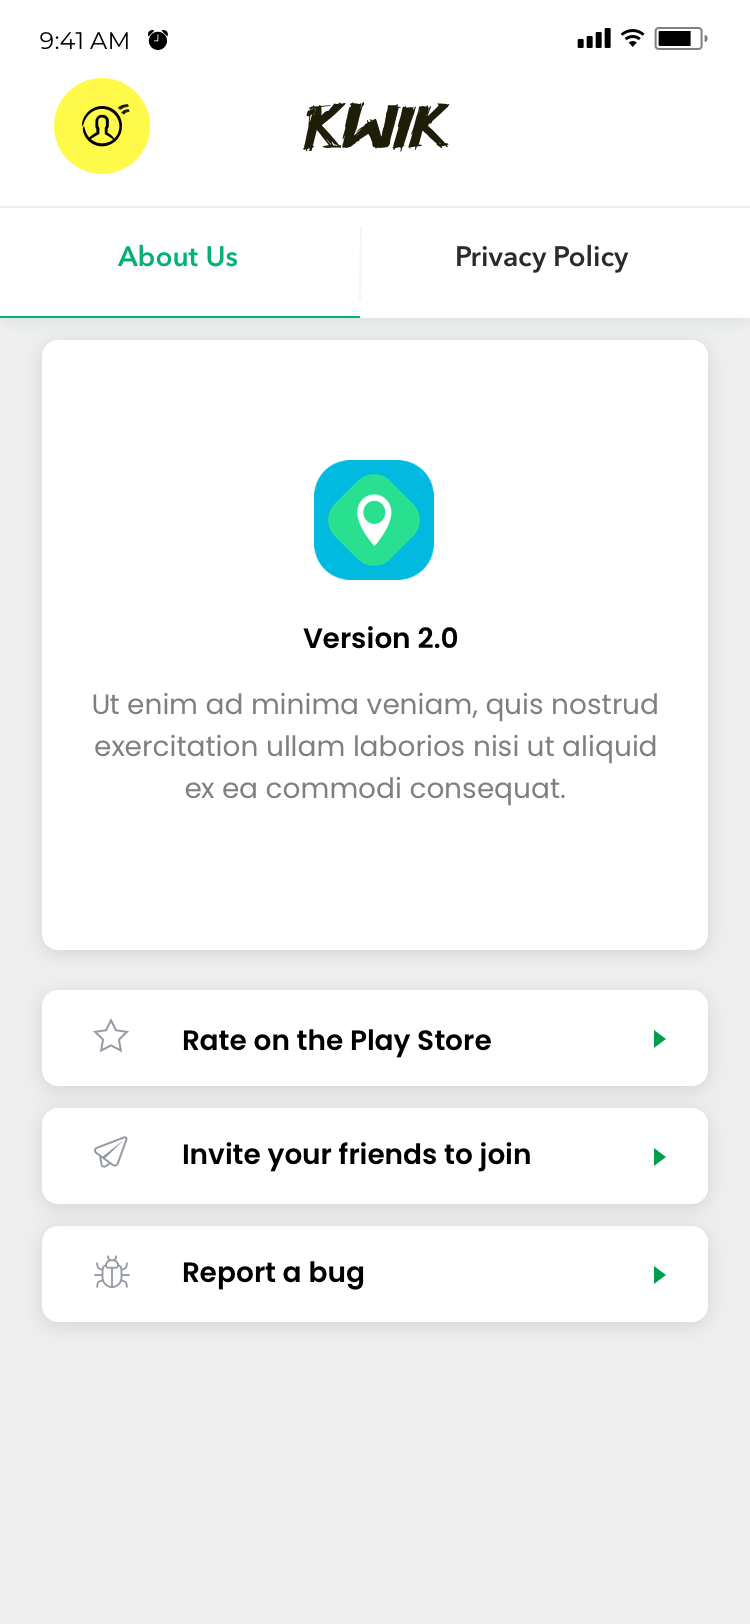 9:41 AM
KWIK
About Us
Privacy Policy
Version 2.0
Ut enim ad minima veniam, quis nostrud
exercitation ullam laborios nisi ut aliquid
ex ea commodi consequat.
Rate on the Play Store
Invite your friends to join
Report a bug